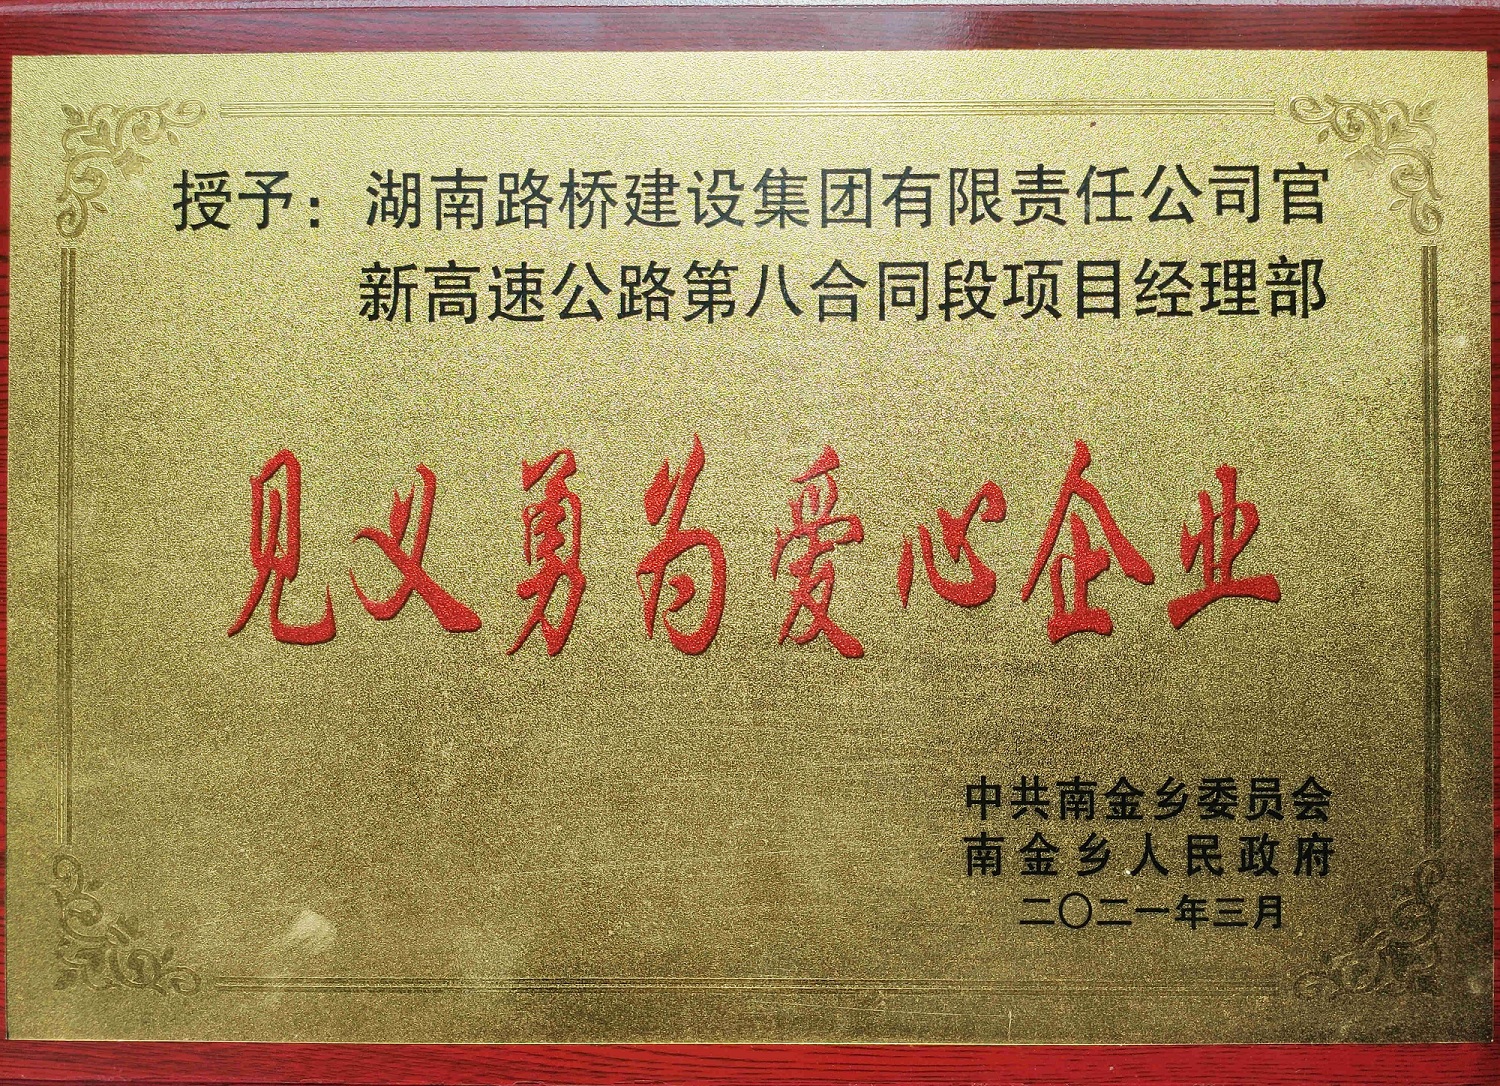 授予：湖南路桥建设集团有限责任公司官
新高速公路第八合同段项目经理部
见义勇为爱心企业
中共南金乡委员会
南金乡人民政府
二〇二一年三月